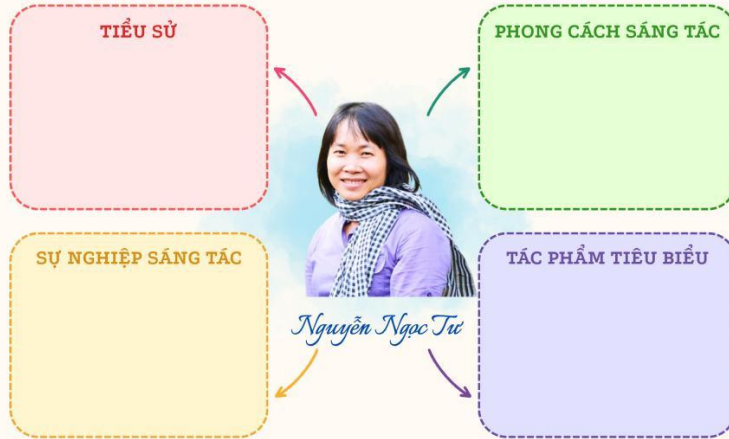 TIỂU SỬ
PHONG CÁCH SÁNG TÁC
SỰ NGHIỆP SÁNG TÁC
TÁC PHẨM TIÊU BIỂU
Nguyễn Ngọc Tư